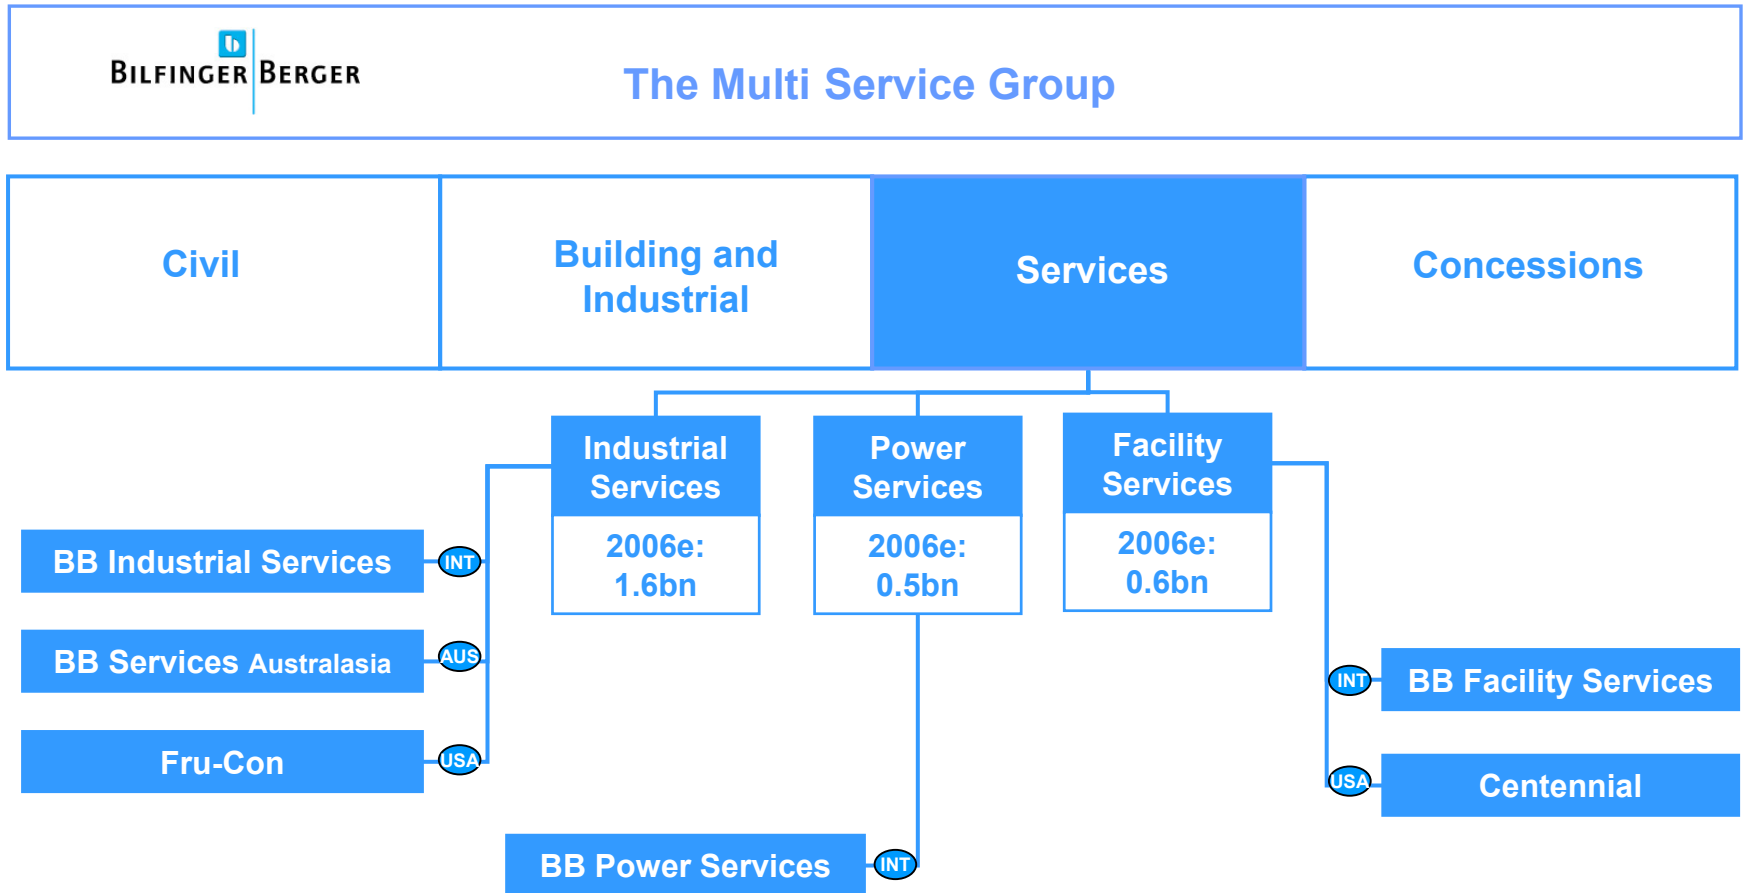 b
BILFINGER BERGER
The Multi Service Group
Civil
Building and
Industrial
Services
Concessions
Industrial
Services
2006e:
1.6bn
Power
Services
2006e:
0.5bn
Facility
Services
2006e:
0.6bn
BB Industrial Services
INT
BB Services Australasia
AUS
Fru-Con
USA
INT
BB Facility Services
USA
Centennial
BB Power Services
INT